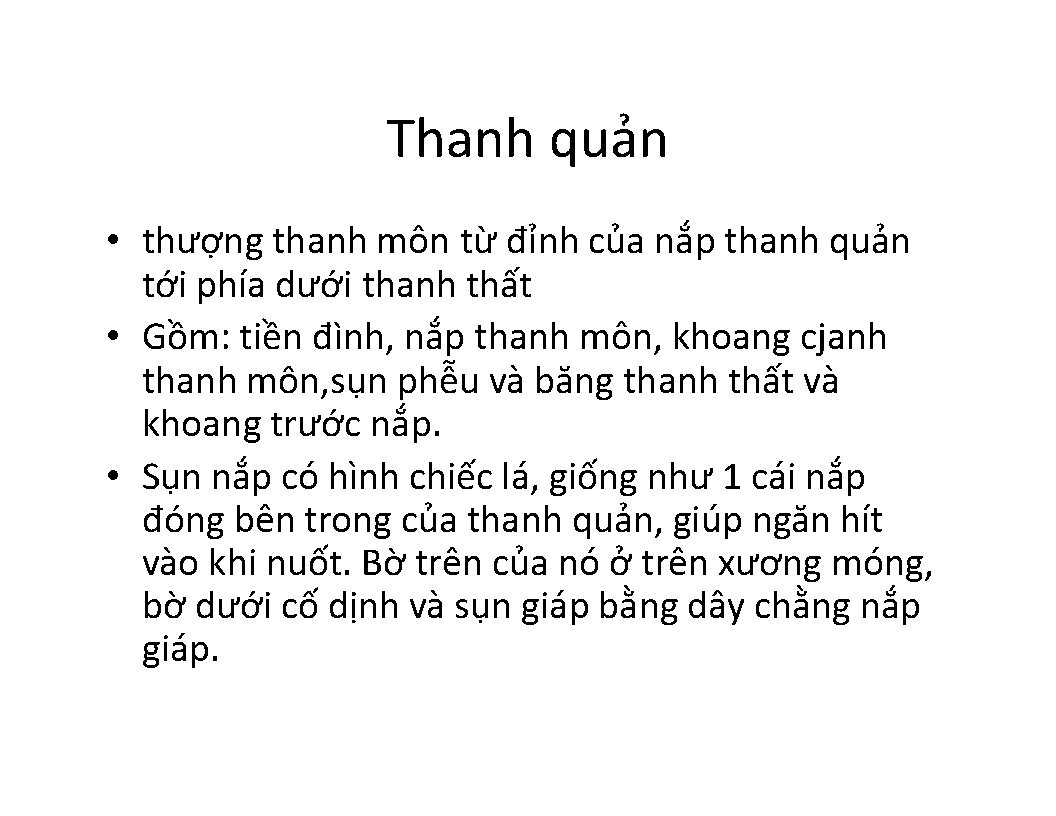 Thanh quản
• thượng thanh môn từ đỉnh của nắp thanh quản
tới phía dưới thanh thất
• Gồm: tiền đình, nắp thanh môn, khoang cjanh
thanh môn,sụn phễu và băng thanh thất và
khoang trước nắp.
• Sụn nắp có hình chiếc lá, giống như 1 cái nắp
đóng bên trong của thanh quản, giúp ngăn hít
vào khi nuốt. Bờ trên của nó ở trên xương móng,
bờ dưới cố dịnh và sụn giáp bằng dây chằng nắp
giáp.